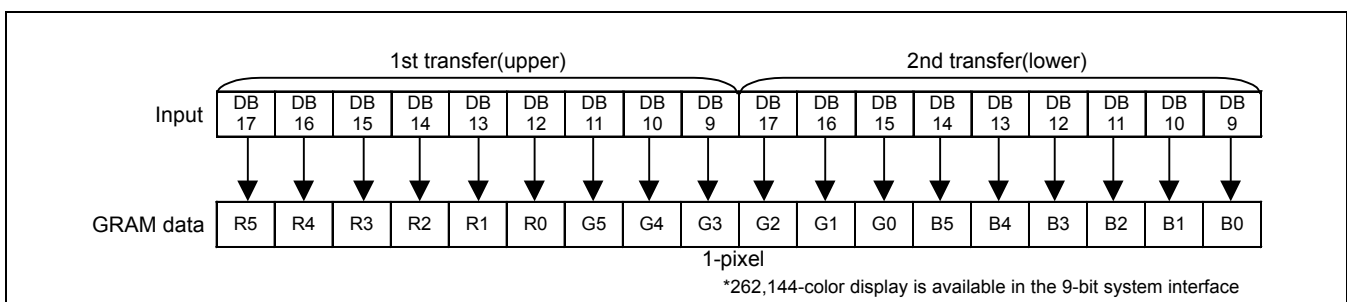 1st transfer(upper) 2nd transfer(lower)
Input DB 17 DB 16 DB 15 DB 14 DB 13 DB 12 DB 11 DB 10 DB 9 DB 17 DB 16 DB 15 DB 14 DB 13 DB 12 DB 11 DB 10 DB 9
GRAM data R5 R4 R3 R2 R1 R0 G5 G4 G3 G2 G1 G0 B5 B4 B3 B2 B1 B0
1-pixel
*262,144-color display is available in the 9-bit system interface